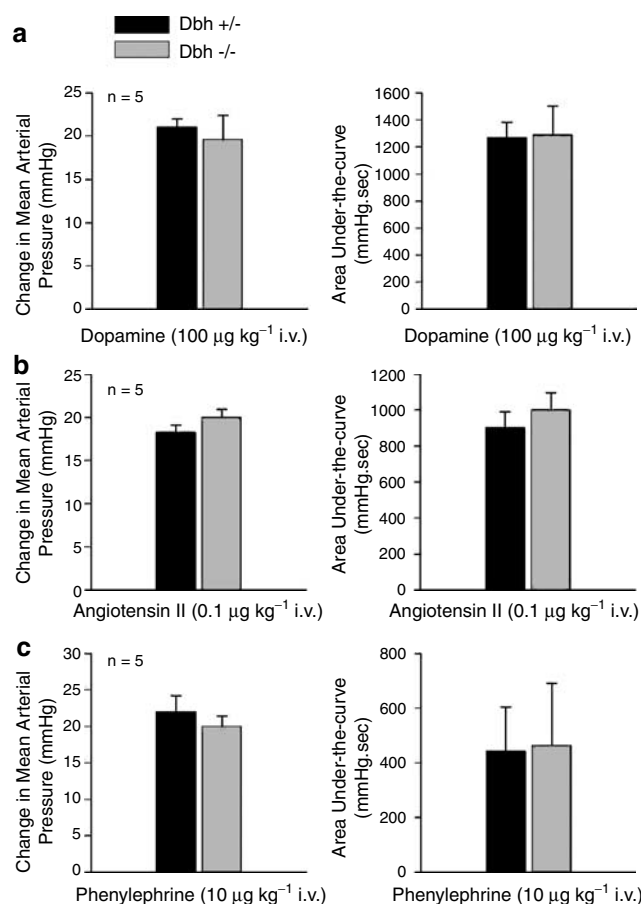 Dbh +/-
Dbh -/-
a
Change in Mean Arterial
Pressure (mmHg)
25
20
15
10
5
0
n = 5
Dopamine (100 µg kg⁻¹ i.v.)
Area Under-the-curve
(mmHg.sec)
1600
1400
1200
1000
800
600
400
200
0
Dopamine (100 µg kg⁻¹ i.v.)
b
Change in Mean Arterial
Pressure (mmHg)
25
20
15
10
5
0
n = 5
Angiotensin II (0.1 µg kg⁻¹ i.v.)
Area Under-the-curve
(mmHg.sec)
1200
1000
800
600
400
200
0
Angiotensin II (0.1 µg kg⁻¹ i.v.)
c
Change in Mean Arterial
Pressure (mmHg)
30
25
20
15
10
5
0
n = 5
Phenylephrine (10 µg kg⁻¹ i.v.)
Area Under-the-curve
(mmHg.sec)
800
600
400
200
0
Phenylephrine (10 µg kg⁻¹ i.v.)